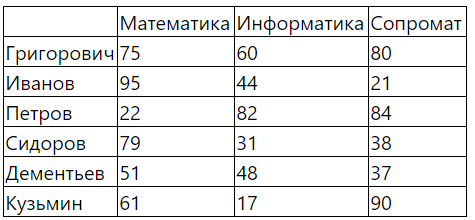 Математика Информатика Сопромат
Григорович 75 60 80
Иванов 95 44 21
Петров 22 82 84
Сидоров 79 31 38
Дементьев 51 48 37
Кузьмин 61 17 90